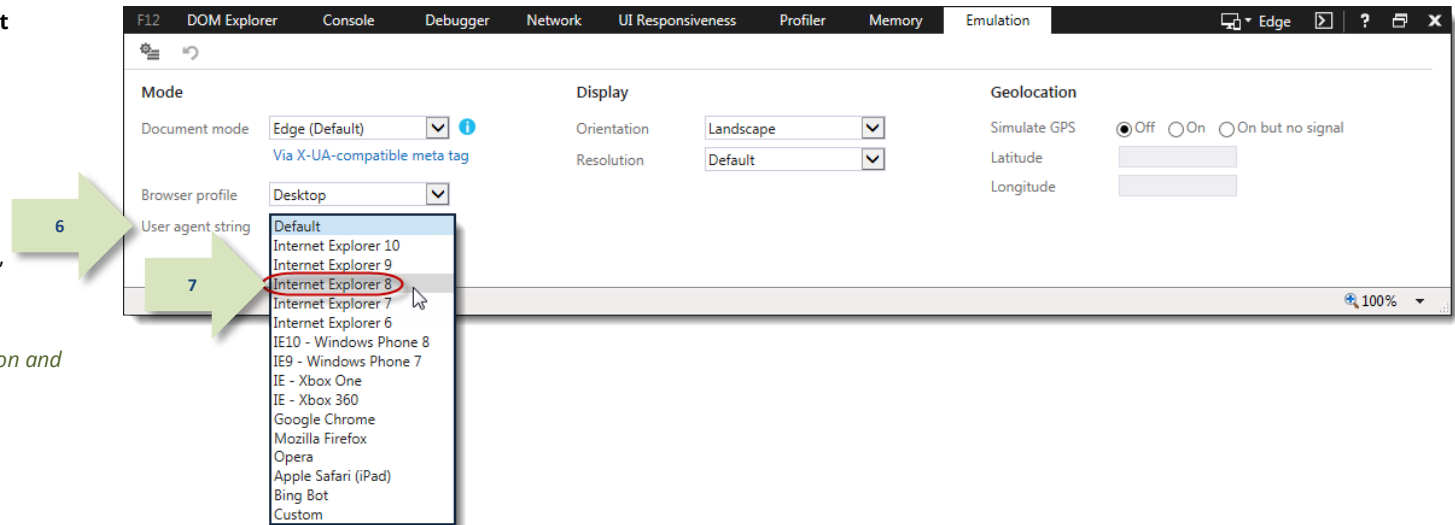 t
F12 DOM Explorer Console Debugger Network UI Responsiveness Profiler Memory Emulation Edge ?
Mode Display Geolocation
Document mode Edge (Default) Orientation Landscape Simulate GPS Off On On but no signal
Via X-UA-compatible meta tag Resolution Default Latitude
Longitude
Browser profile Desktop
6 User agent string Default
Internet Explorer 10
,
Internet Explorer 9
7 Internet Explorer 8
Internet Explorer 7
100%
Internet Explorer 6
IE10 - Windows Phone 8
on and
IE9 - Windows Phone 7
IE - Xbox One
IE - Xbox 360
Google Chrome
Mozilla Firefox
Opera
Apple Safari (iPad)
Bing Bot
Custom